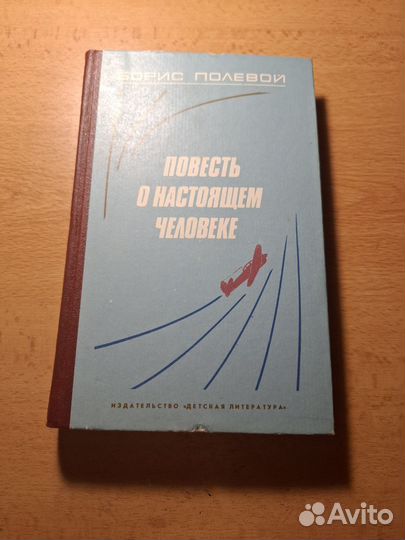 БОРИС ПОЛЕВОЙ
ПОВЕСТЬ
О НАСТОЯЩЕМ
ЧЕЛОВЕКЕ
ИЗДАТЕЛЬСТВО «ДЕТСКАЯ ЛИТЕРАТУРА»
Avito